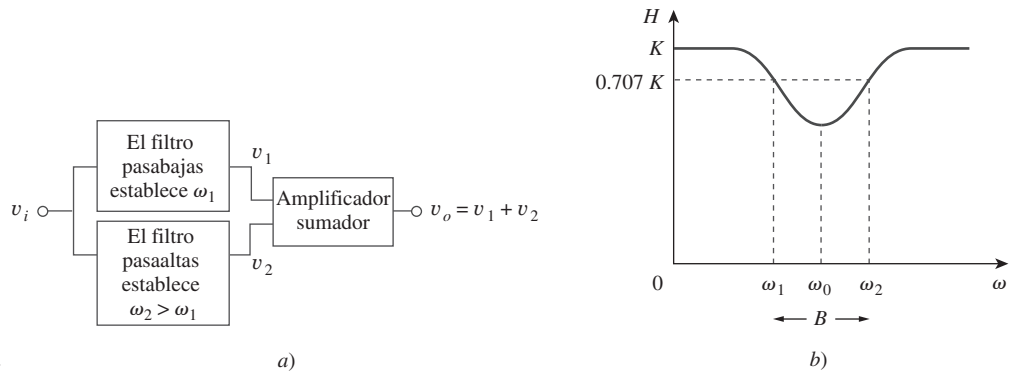 El filtro
pasabajas
establece ω₁
El filtro
pasaaltas
establece
ω₂ > ω₁
vᵢ
v₁
v₂
Amplificador
sumador
vₒ = v₁ + v₂
a)
H
K
0.707 K
0
ω₁
ω₀
ω₂
ω
B
b)